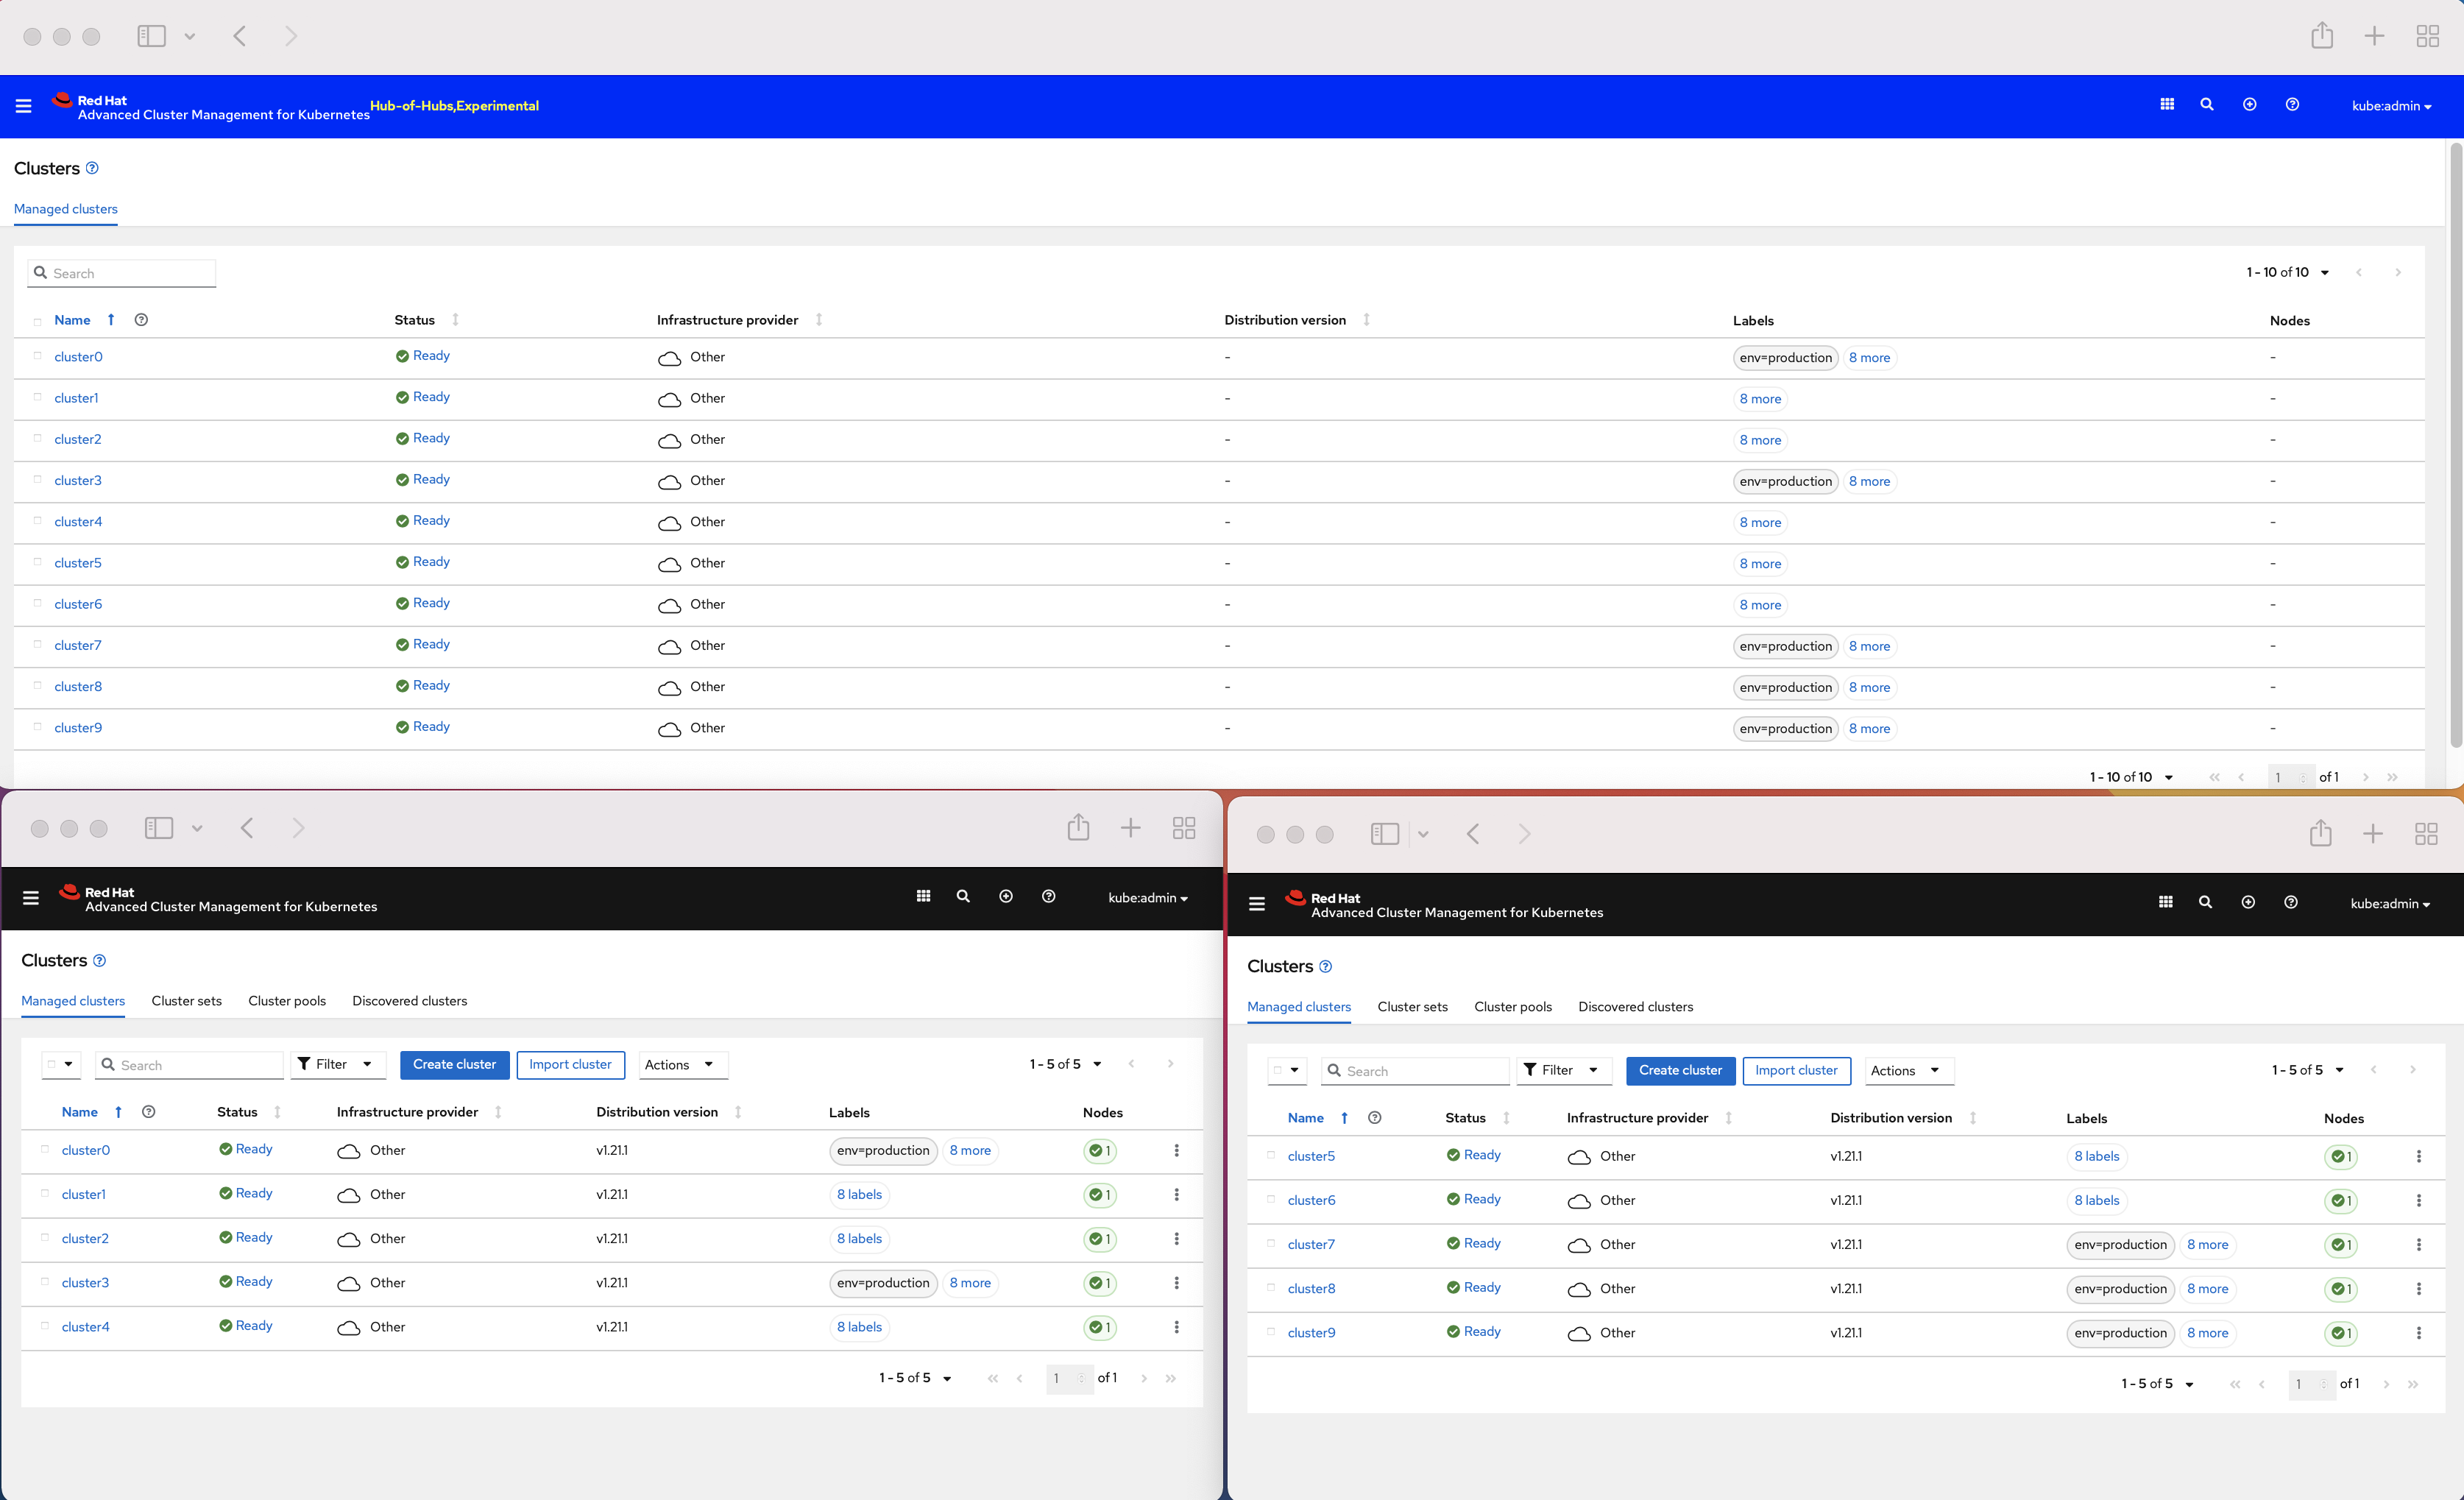 Red Hat
Advanced Cluster Management for Kubernetes Hub-of-Hubs,Experimental kube:admin
Clusters
Managed clusters
Search 1 - 10 of 10
Name Status Infrastructure provider Distribution version Labels Nodes
cluster0 Ready Other - env=production 8 more -
cluster1 Ready Other - 8 more -
cluster2 Ready Other - 8 more -
cluster3 Ready Other - env=production 8 more -
cluster4 Ready Other - 8 more -
cluster5 Ready Other - 8 more -
cluster6 Ready Other - 8 more -
cluster7 Ready Other - env=production 8 more -
cluster8 Ready Other - env=production 8 more -
cluster9 Ready Other - env=production 8 more -
1 - 10 of 10 1 of 1
Red Hat
Advanced Cluster Management for Kubernetes kube:admin
Clusters
Managed clusters Cluster sets Cluster pools Discovered clusters
Search Filter Create cluster Import cluster Actions 1 - 5 of 5
Name Status Infrastructure provider Distribution version Labels Nodes
cluster0 Ready Other v1.21.1 env=production 8 more 1
cluster1 Ready Other v1.21.1 8 labels 1
cluster2 Ready Other v1.21.1 8 labels 1
cluster3 Ready Other v1.21.1 env=production 8 more 1
cluster4 Ready Other v1.21.1 8 labels 1
1 - 5 of 5 1 of 1
Red Hat
Advanced Cluster Management for Kubernetes kube:admin
Clusters
Managed clusters Cluster sets Cluster pools Discovered clusters
Search Filter Create cluster Import cluster Actions 1 - 5 of 5
Name Status Infrastructure provider Distribution version Labels Nodes
cluster5 Ready Other v1.21.1 8 labels 1
cluster6 Ready Other v1.21.1 8 labels 1
cluster7 Ready Other v1.21.1 env=production 8 more 1
cluster8 Ready Other v1.21.1 env=production 8 more 1
cluster9 Ready Other v1.21.1 env=production 8 more 1
1 - 5 of 5 1 of 1